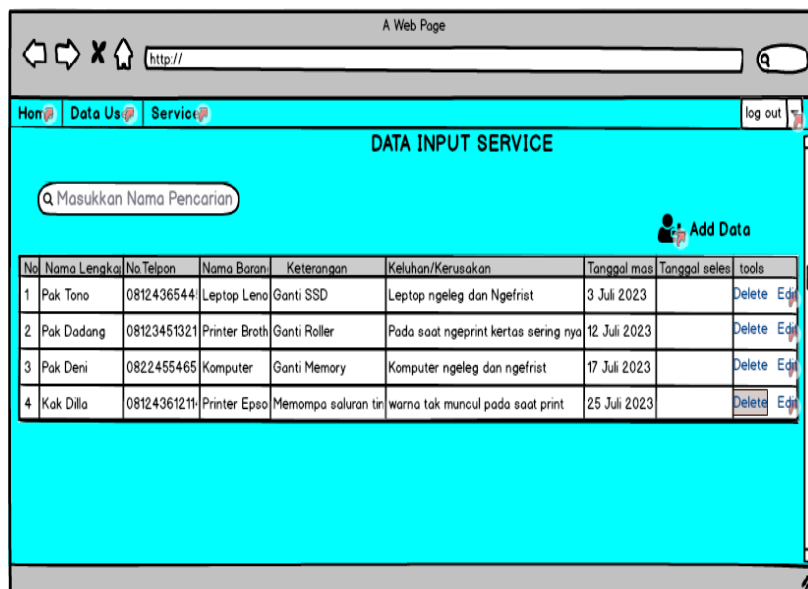 A Web Page
http://
Home Data Us Service log out
DATA INPUT SERVICE
Masukkan Nama Pencarian
Add Data
No Nama Lengka No.Telpon Nama Baran Keterangan Keluhan/Kerusakan Tanggal mas Tanggal seles tools
1 Pak Tono 0812436544 Leptop Leno Ganti SSD Leptop ngeleg dan Ngefrist 3 Juli 2023 Delete Edit
2 Pak Dadang 08123451321 Printer Broth Ganti Roller Pada saat ngeprint kertas sering nya 12 Juli 2023 Delete Edit
3 Pak Deni 0822455465 Komputer Ganti Memory Komputer ngeleg dan ngefrist 17 Juli 2023 Delete Edit
4 Kak Dilla 0812436121 Printer Epso Memompa saluran tin warna tak muncul pada saat print 25 Juli 2023 Delete Edit